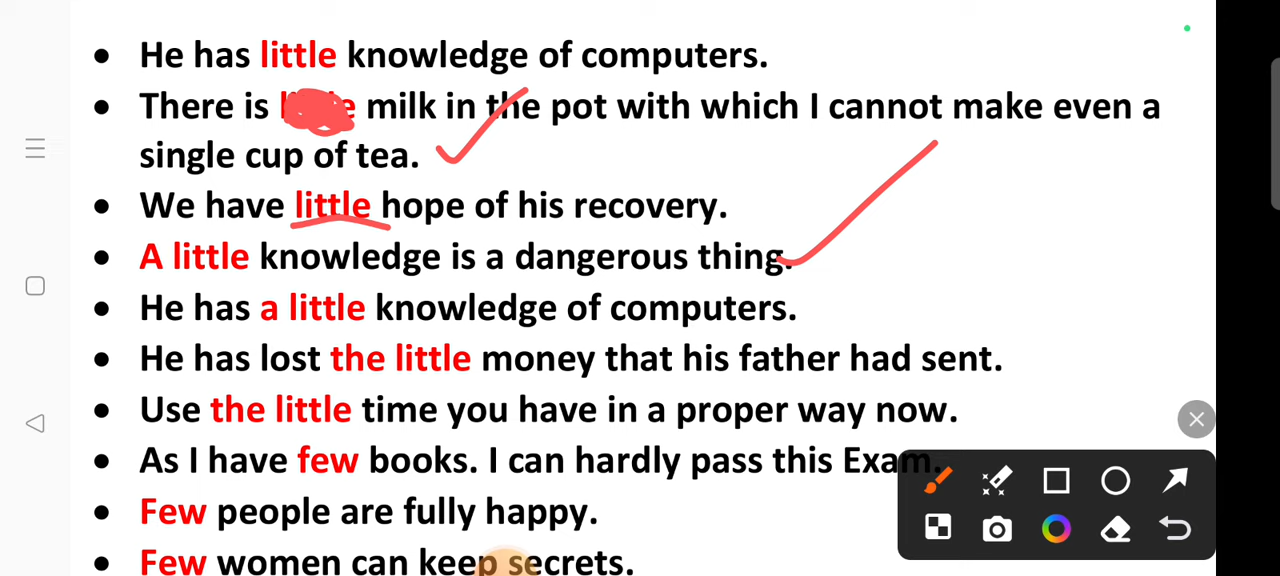 • He has little knowledge of computers.
• There is milk in the pot with which I cannot make even a
single cup of tea.
• We have little hope of his recovery.
• A little knowledge is a dangerous thing.
• He has a little knowledge of computers.
• He has lost the little money that his father had sent.
• Use the little time you have in a proper way now.
• As I have few books. I can hardly pass this Exam.
• Few people are fully happy.
• Few women can keep secrets.